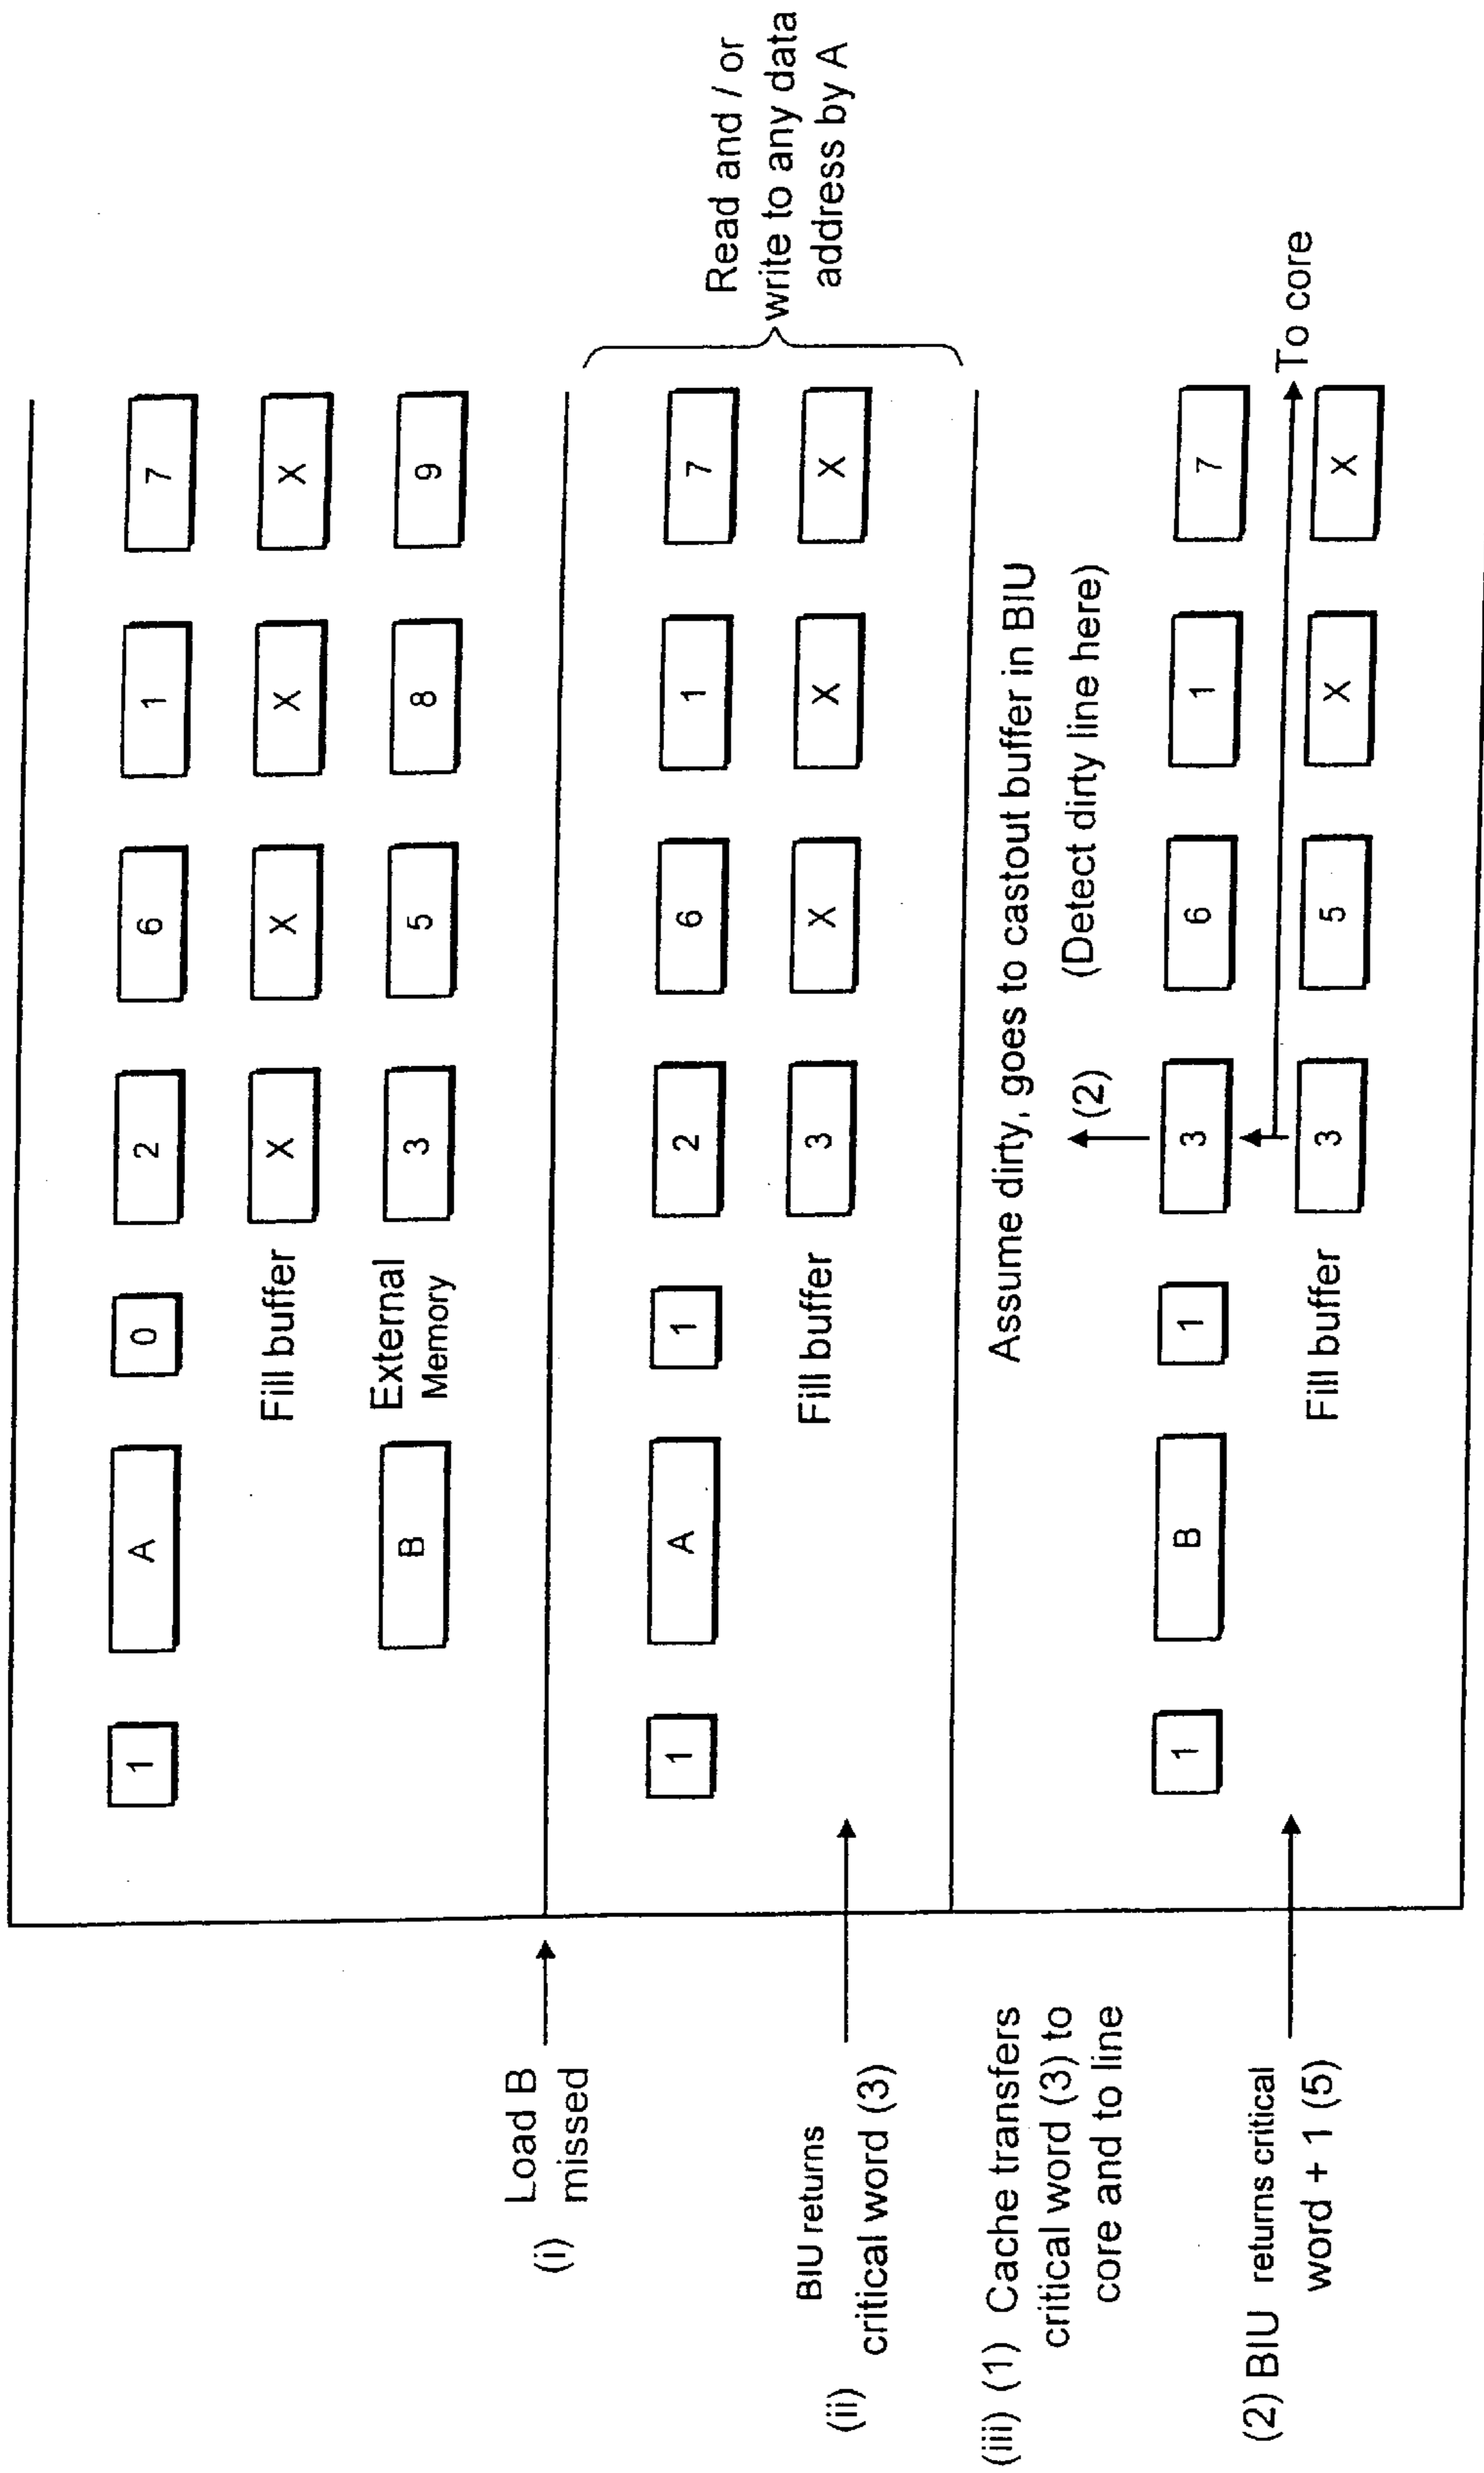 (i) Load B
missed
1 A 0 2 6 1 7
Fill buffer X X X X
B External
Memory 3 5 8 9
(ii) BIU returns
critical word (3)
1 A 1 2 6 1 7
Fill buffer 3 X X X
Read and / or
write to any data
address by A
(iii) (1) Cache transfers
critical word (3) to
core and to line
Assume dirty, goes to castout buffer in BIU
(2) (Detect dirty line here)
1 B 1 3 6 1 7
To core
(2) BIU returns critical
word + 1 (5)
Fill buffer 3 5 X X